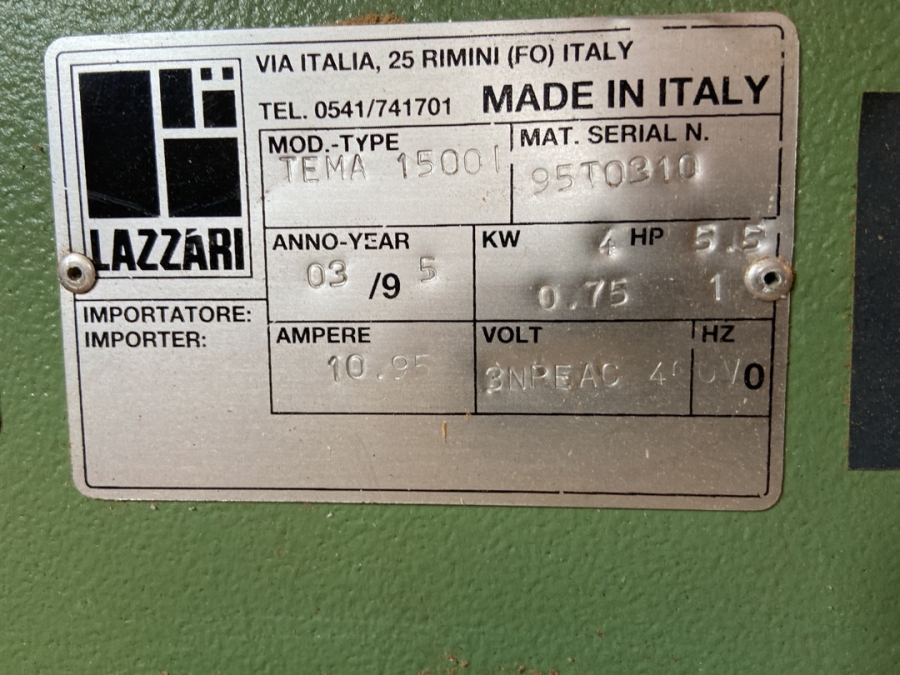 VIA ITALIA, 25 RIMINI (FO) ITALY
TEL. 0541/741701 MADE IN ITALY
LAZZARI
MOD.-TYPE
TEMA 1500
MAT. SERIAL N.
95T0310
ANNO-YEAR
03 /9 5
KW 4 HP 5.5
0.75 1
IMPORTATORE:
IMPORTER:
AMPERE
10.95
VOLT
HZ
0